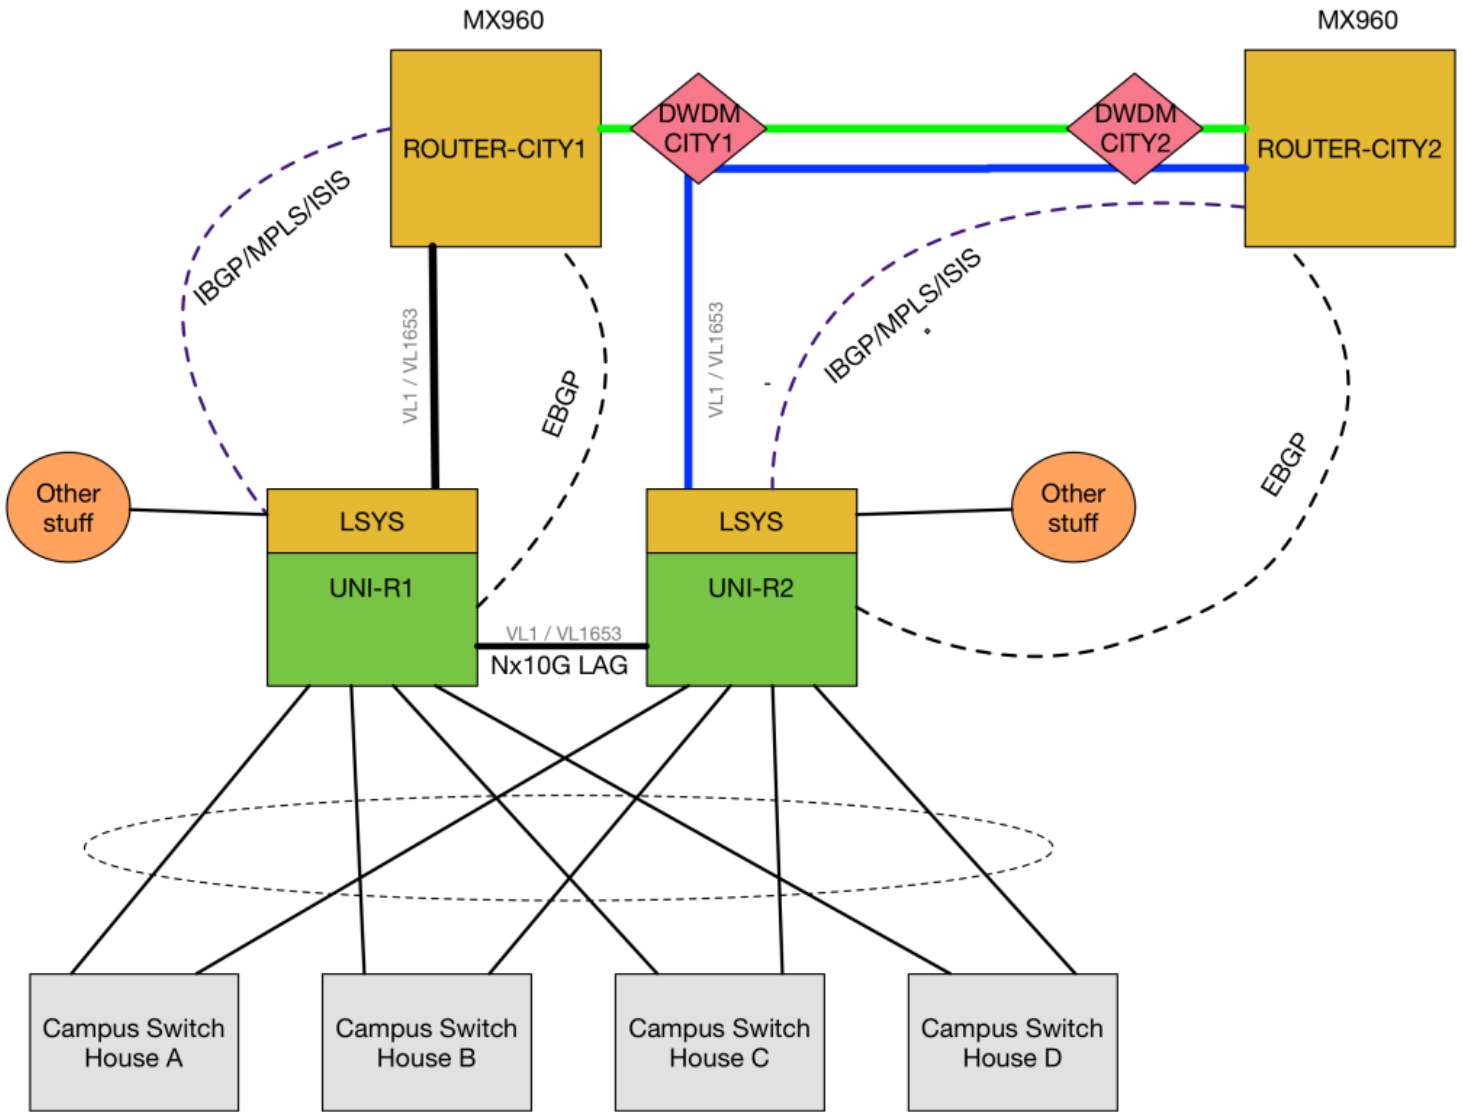 MX960
MX960
ROUTER-CITY1
DWDM
CITY1
DWDM
CITY2
ROUTER-CITY2
IBGP/MPLS/ISIS
VL1 / VL1653
EBGP
VL1 / VL1653
IBGP/MPLS/ISIS
EBGP
Other
stuff
LSYS
UNI-R1
LSYS
UNI-R2
Other
stuff
VL1 / VL1653
Nx10G LAG
Campus Switch
House A
Campus Switch
House B
Campus Switch
House C
Campus Switch
House D